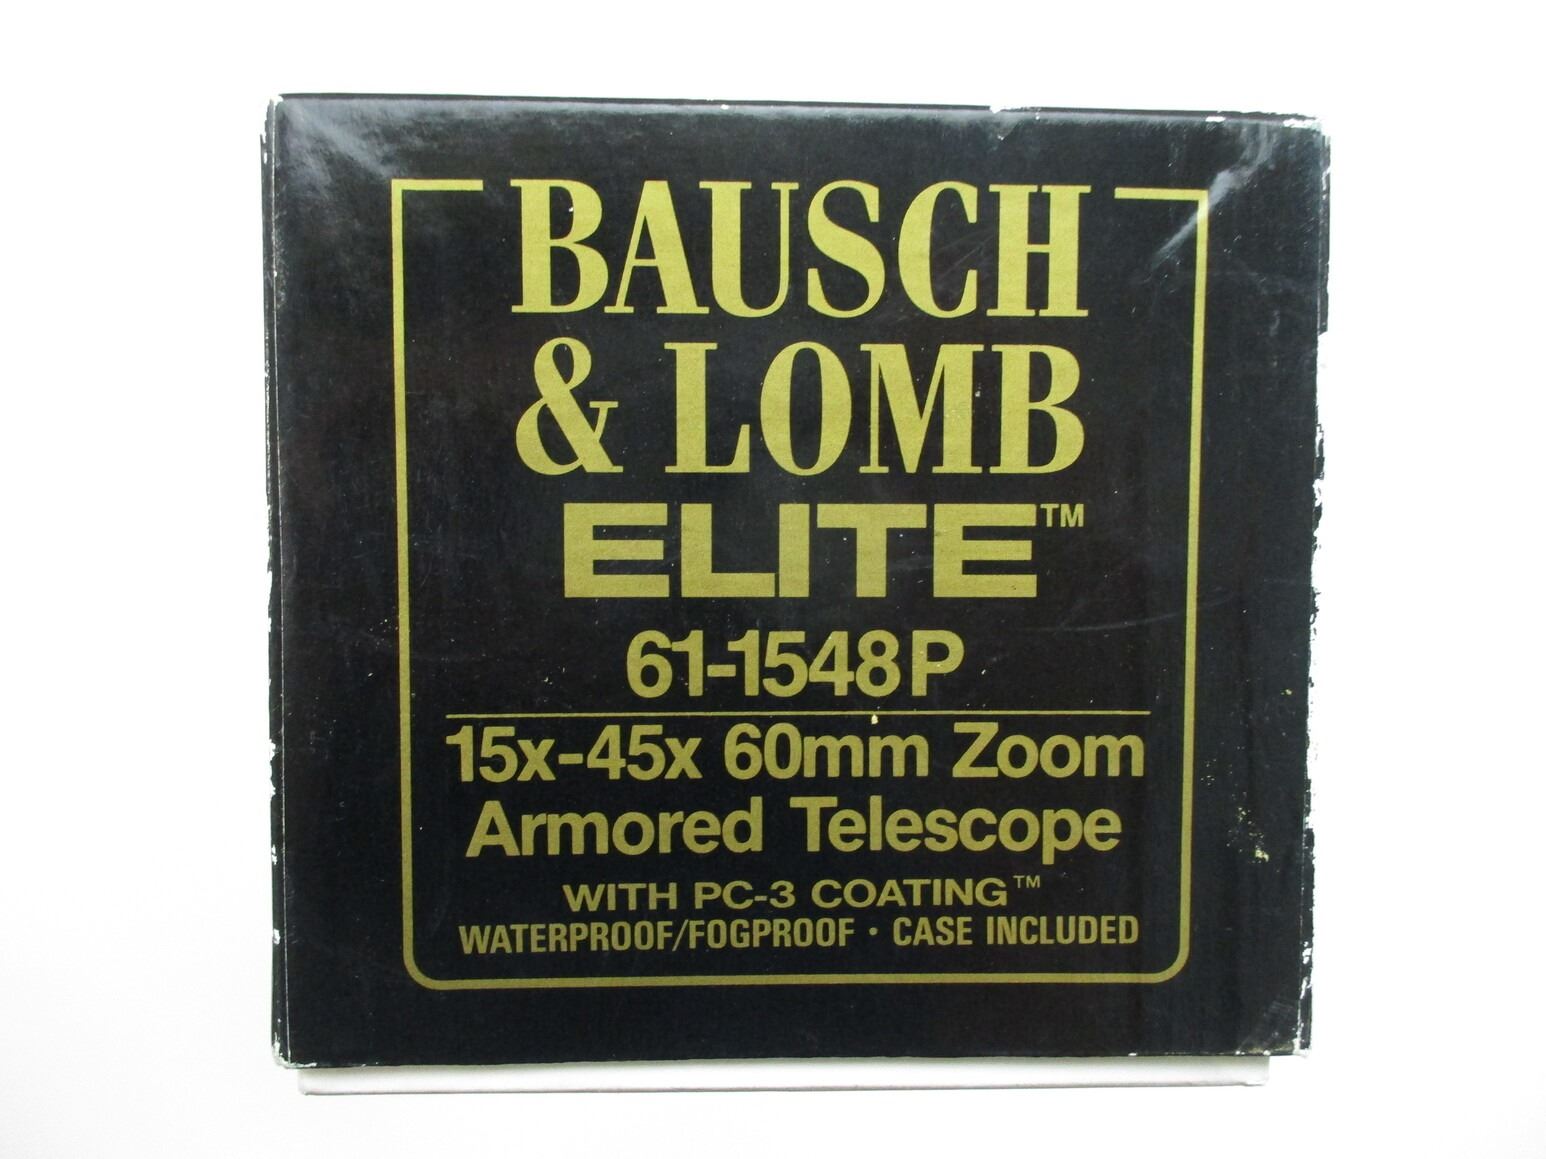 BAUSCH
& LOMB
ELITE™
61-1548P
15x-45x 60mm Zoom
Armored Telescope
WITH PC-3 COATING™
WATERPROOF/FOGPROOF · CASE INCLUDED